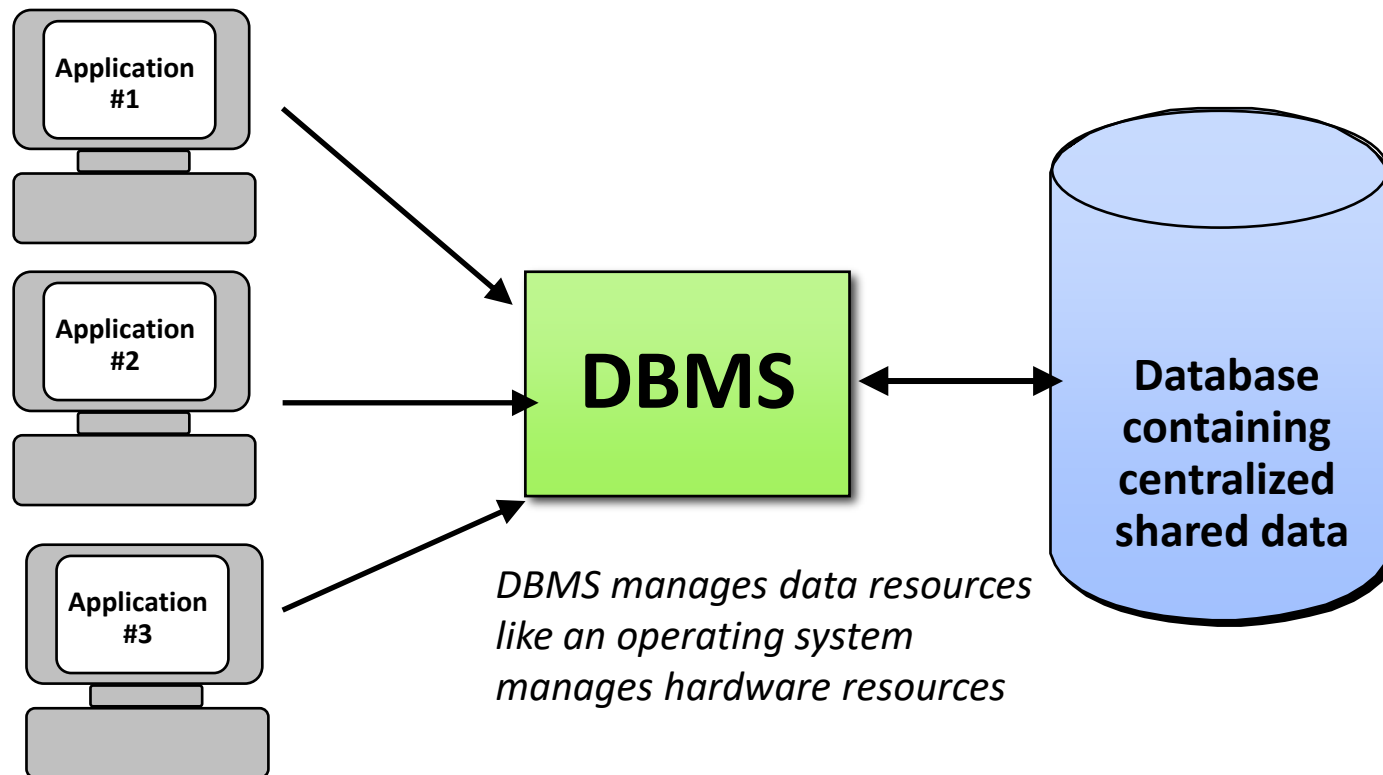 Application
#1
Application
#2
Application
#3
DBMS
DBMS manages data resources
like an operating system
manages hardware resources
Database
containing
centralized
shared data